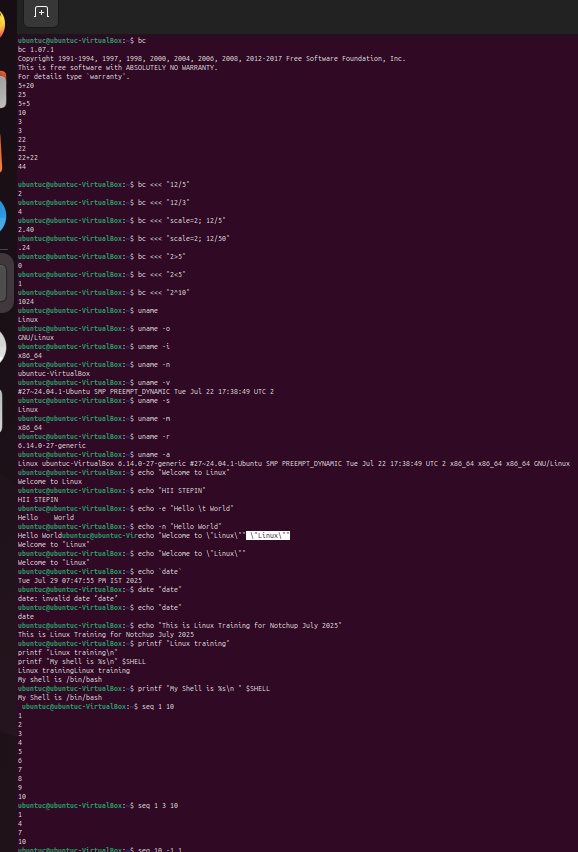 ubuntuc@ubuntuc-VirtualBox:~$ bc
bc 1.07.1
Copyright 1991-1994, 1997, 1998, 2000, 2004, 2006, 2008, 2012-2017 Free Software Foundation, Inc.
This is free software with ABSOLUTELY NO WARRANTY.
For details type `warranty'.
5+20
25
5+5
10
3
3
22
22
22+22
44
ubuntuc@ubuntuc-VirtualBox:~$ bc <<< "12/5"
2
ubuntuc@ubuntuc-VirtualBox:~$ bc <<< "12/3"
4
ubuntuc@ubuntuc-VirtualBox:~$ bc <<< "scale=2; 12/5"
2.40
ubuntuc@ubuntuc-VirtualBox:~$ bc <<< "scale=2; 12/50"
.24
ubuntuc@ubuntuc-VirtualBox:~$ bc <<< "2>5"
0
ubuntuc@ubuntuc-VirtualBox:~$ bc <<< "2<5"
1
ubuntuc@ubuntuc-VirtualBox:~$ bc <<< "2^10"
1024
ubuntuc@ubuntuc-VirtualBox:~$ uname
Linux
ubuntuc@ubuntuc-VirtualBox:~$ uname -o
GNU/Linux
ubuntuc@ubuntuc-VirtualBox:~$ uname -i
x86_64
ubuntuc@ubuntuc-VirtualBox:~$ uname -n
ubuntuc-VirtualBox
ubuntuc@ubuntuc-VirtualBox:~$ uname -v
#27~24.04.1-Ubuntu SMP PREEMPT_DYNAMIC Tue Jul 22 17:38:49 UTC 2
ubuntuc@ubuntuc-VirtualBox:~$ uname -s
Linux
ubuntuc@ubuntuc-VirtualBox:~$ uname -m
x86_64
ubuntuc@ubuntuc-VirtualBox:~$ uname -r
6.14.0-27-generic
ubuntuc@ubuntuc-VirtualBox:~$ uname -a
Linux ubuntuc-VirtualBox 6.14.0-27-generic #27~24.04.1-Ubuntu SMP PREEMPT_DYNAMIC Tue Jul 22 17:38:49 UTC 2 x86_64 x86_64 x86_64 GNU/Linux
ubuntuc@ubuntuc-VirtualBox:~$ echo "Welcome to Linux"
Welcome to Linux
ubuntuc@ubuntuc-VirtualBox:~$ echo "HII STEPIN"
HII STEPIN
ubuntuc@ubuntuc-VirtualBox:~$ echo -e "Hello \t World"
Hello    World
ubuntuc@ubuntuc-VirtualBox:~$ echo -n "Hello World"
Hello Worldubuntuc@ubuntuc-Virecho "Welcome to \"Linux\"" \"Linux\""
Welcome to "Linux"
ubuntuc@ubuntuc-VirtualBox:~$ echo "Welcome to \"Linux\""
Welcome to "Linux"
ubuntuc@ubuntuc-VirtualBox:~$ echo `date`
Tue Jul 29 07:47:55 PM IST 2025
ubuntuc@ubuntuc-VirtualBox:~$ date "date"
date: invalid date "date"
ubuntuc@ubuntuc-VirtualBox:~$ echo "date"
date
ubuntuc@ubuntuc-VirtualBox:~$ echo "This is Linux Training for Notchup July 2025"
This is Linux Training for Notchup July 2025
ubuntuc@ubuntuc-VirtualBox:~$ printf "Linux training"
printf "Linux training\n"
printf "My shell is %s\n" $SHELL
Linux trainingLinux training
My shell is /bin/bash
ubuntuc@ubuntuc-VirtualBox:~$ printf "My Shell is %s\n " $SHELL
My Shell is /bin/bash
ubuntuc@ubuntuc-VirtualBox:~$ seq 1 10
1
2
3
4
5
6
7
8
9
10
ubuntuc@ubuntuc-VirtualBox:~$ seq 1 3 10
1
4
7
10
ubuntuc@ubuntuc-VirtualBox:~$ seq 10 -1 1